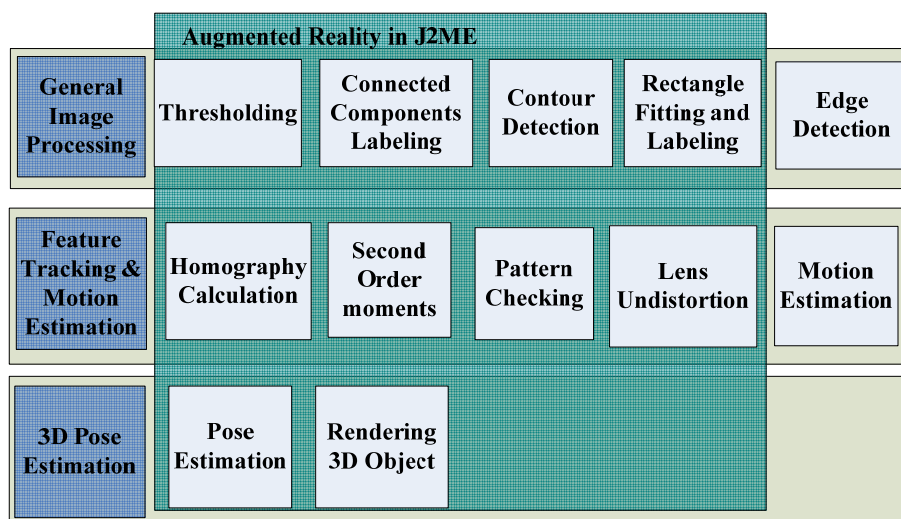 Augmented Reality in J2ME
General
Image
Processing
Thresholding
Connected
Components
Labeling
Contour
Detection
Rectangle
Fitting and
Labeling
Edge
Detection
Feature
Tracking &
Motion
Estimation
Homography
Calculation
Second
Order
moments
Pattern
Checking
Lens
Undistortion
Motion
Estimation
3D Pose
Estimation
Pose
Estimation
Rendering
3D Object